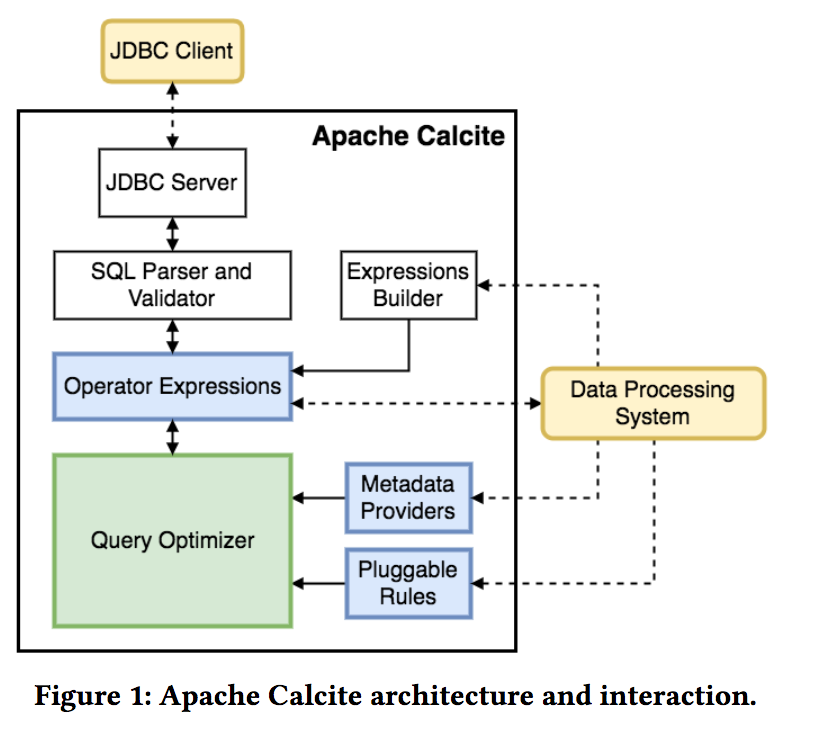 JDBC Client
Apache Calcite
JDBC Server
SQL Parser and
Validator
Expressions
Builder
Operator Expressions
Data Processing
System
Query Optimizer
Metadata
Providers
Pluggable
Rules
Figure 1: Apache Calcite architecture and interaction.